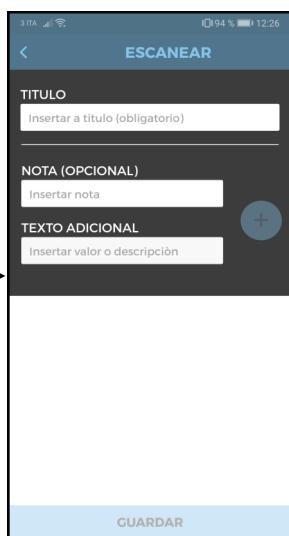 3 ITA 94 % 12:26
ESCANEAR
TITULO
Insertar a titulo (obligatorio)
NOTA (OPCIONAL)
Insertar nota
TEXTO ADICIONAL
Insertar valor o descripciòn
GUARDAR